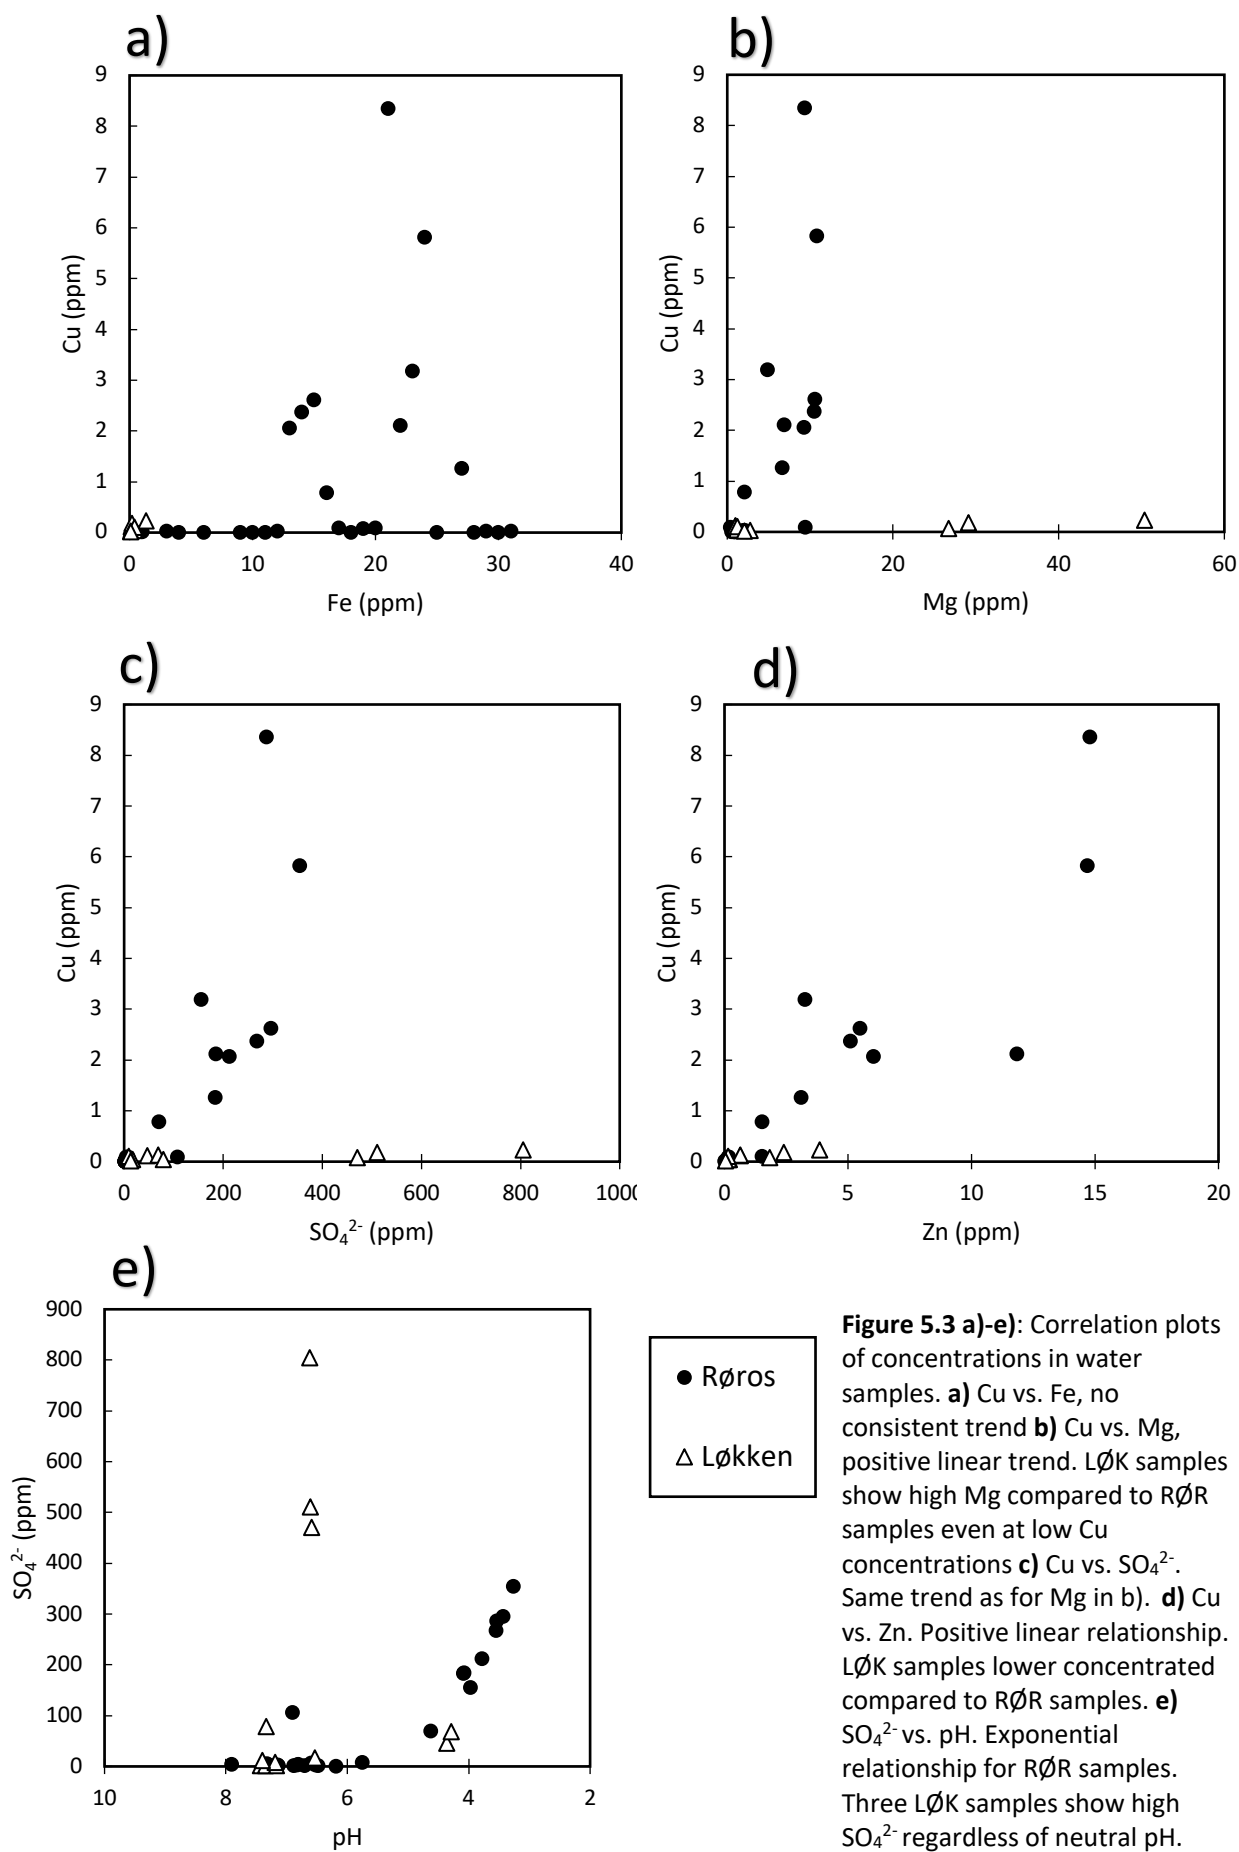 a)
9
8
7
6
5
4
3
2
1
0
Cu (ppm)
0 10 20 30 40
Fe (ppm)
b)
9
8
7
6
5
4
3
2
1
0
Cu (ppm)
0 20 40 60
Mg (ppm)
c)
9
8
7
6
5
4
3
2
1
0
Cu (ppm)
0 200 400 600 800 1000
SO₄²⁻ (ppm)
d)
9
8
7
6
5
4
3
2
1
0
Cu (ppm)
0 5 10 15 20
Zn (ppm)
e)
900
800
700
600
500
400
300
200
100
0
SO₄²⁻ (ppm)
10 8 6 4 2
pH
Røros
Løkken
Figure 5.3 a)-e): Correlation plots
of concentrations in water
samples. a) Cu vs. Fe, no
consistent trend b) Cu vs. Mg,
positive linear trend. LØK samples
show high Mg compared to RØR
samples even at low Cu
concentrations c) Cu vs. SO₄²⁻.
Same trend as for Mg in b). d) Cu
vs. Zn. Positive linear relationship.
LØK samples lower concentrated
compared to RØR samples. e)
SO₄²⁻ vs. pH. Exponential
relationship for RØR samples.
Three LØK samples show high
SO₄²⁻ regardless of neutral pH.